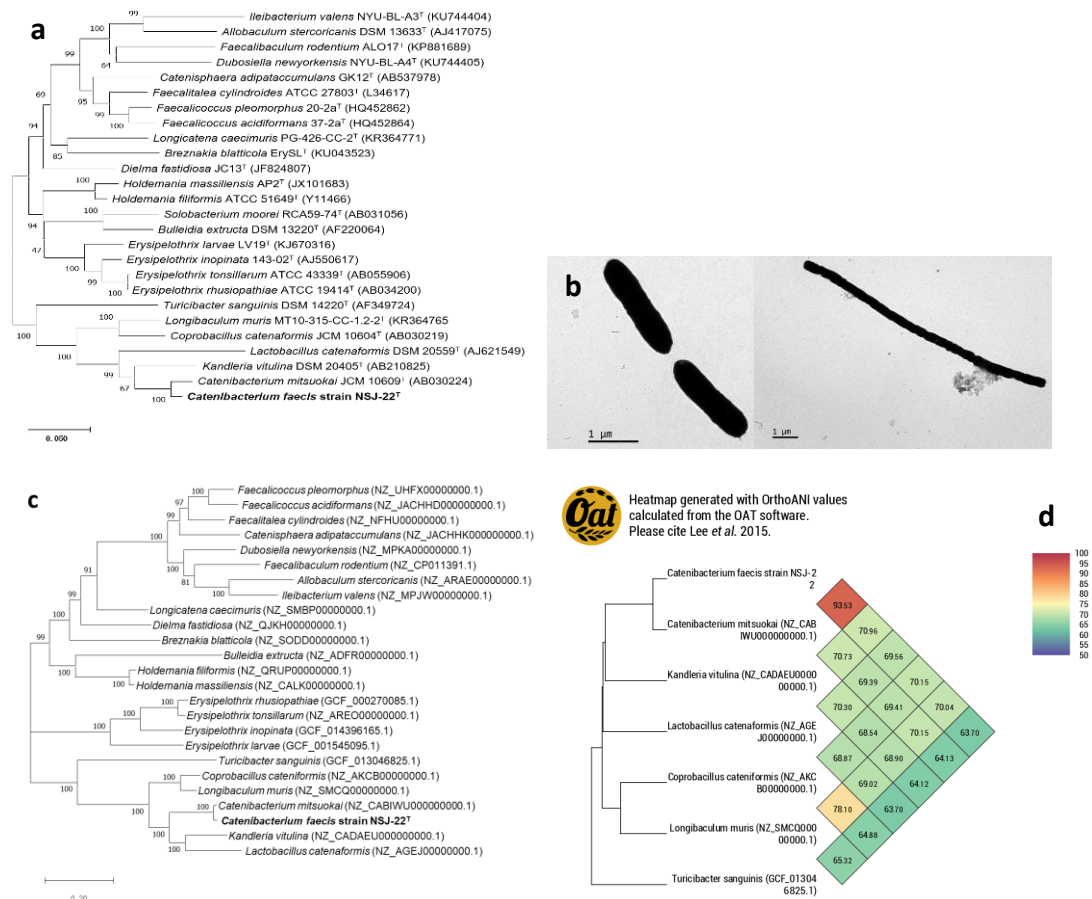 a
99
Ileibacterium valens NYU-BL-A3ᵀ (KU744404)
100
Allobaculum stercoricanis DSM 13633ᵀ (AJ417075)
99
Faecalibaculum rodentium ALO17ᵀ (KP881689)
64
Dubosiella newyorkensis NYU-BL-A4ᵀ (KU744405)
Catenisphaera adipataccumulans GK12ᵀ (AB537978)
69
95
Faecalitalea cylindroides ATCC 27803ᵀ (L34617)
99
Faecalicoccus pleomorphus 20-2aᵀ (HQ452862)
100
Faecalicoccus acidiformans 37-2aᵀ (HQ452864)
94
Longicatena caecimuris PG-426-CC-2ᵀ (KR364771)
85
Breznakia blatticola ErySLᵀ (KU043523)
Dielma fastidiosa JC13ᵀ (JF824807)
100
Holdemania massiliensis AP2ᵀ (JX101683)
Holdemania filiformis ATCC 51649ᵀ (Y11466)
100
Solobacterium moorei RCA59-74ᵀ (AB031056)
94
Bulleidia extructa DSM 13220ᵀ (AF220064)
47
Erysipelothrix larvae LV19ᵀ (KJ670316)
100
Erysipelothrix inopinata 143-02ᵀ (AJ550617)
99
Erysipelothrix tonsillarum ATCC 43339ᵀ (AB055906)
100
Erysipelothrix rhusiopathiae ATCC 19414ᵀ (AB034200)
Turicibacter sanguinis DSM 14220ᵀ (AF349724)
100
100
Longibaculum muris MT10-315-CC-1.2-2ᵀ (KR364765
Coprobacillus catenaformis JCM 10604ᵀ (AB030219)
100
Lactobacillus catenaformis DSM 20559ᵀ (AJ621549)
99
Kandleria vitulina DSM 20405ᵀ (AB210825)
67
Catenibacterium mitsuokai JCM 10609ᵀ (AB030224)
100
Catenibacterium faecis strain NSJ-22ᵀ
0.050
b
1 μm
1 μm
c
100
Faecalicoccus pleomorphus (NZ_UHFX00000000.1)
97
Faecalicoccus acidiformans (NZ_JACHHD000000000.1)
99
Faecalitalea cylindroides (NZ_NFHU00000000.1)
100
Catenisphaera adipataccumulans (NZ_JACHHK000000000.1)
Dubosiella newyorkensis (NZ_MPKA00000000.1)
100
Faecalibaculum rodentium (NZ_CP011391.1)
91
81
Allobaculum stercoricanis (NZ_ARAE00000000.1)
100
Ileibacterium valens (NZ_MPJW00000000.1)
99
Longicatena caecimuris (NZ_SMBP00000000.1)
100
Dielma fastidiosa (NZ_QJKH00000000.1)
99
Breznakia blatticola (NZ_SODD00000000.1)
Bulleidia extructa (NZ_ADFR00000000.1)
100
Holdemania filiformis (NZ_QRUP00000000.1)
100
Holdemania massiliensis (NZ_CALK00000000.1)
Erysipelothrix rhusiopathiae (GCF_000270085.1)
100
Erysipelothrix tonsillarum (NZ_AREO00000000.1)
100
Erysipelothrix inopinata (GCF_014396165.1)
100
Erysipelothrix larvae (GCF_001545095.1)
Turicibacter sanguinis (GCF_013046825.1)
100
Coprobacillus cateniformis (NZ_AKCB00000000.1)
100
Longibaculum muris (NZ_SMCQ00000000.1)
100
100
Catenibacterium mitsuokai (NZ_CABIWU000000000.1)
Catenibacterium faecis strain NSJ-22ᵀ
100
Kandleria vitulina (NZ_CADAEU000000000.1)
100
Lactobacillus catenaformis (NZ_AGEJ00000000.1)
0.20
Oat
Heatmap generated with OrthoANI values
calculated from the OAT software.
Please cite Lee et al. 2015.
d
100
95
90
85
80
75
70
65
60
55
50
Catenibacterium faecis strain NSJ-2
2
Catenibacterium mitsuokai (NZ_CAB
IWU000000000.1)
Kandleria vitulina (NZ_CADAEU0000
00000.1)
Lactobacillus catenaformis (NZ_AGE
J00000000.1)
Coprobacillus cateniformis (NZ_AKC
B00000000.1)
Longibaculum muris (NZ_SMCQ000
00000.1)
Turicibacter sanguinis (GCF_01304
6825.1)
93.53
70.96
70.73 69.56
69.39 70.15
70.30 69.41 70.04
68.54 70.15 63.70
68.87 68.90 64.13
69.02 64.12
78.10 63.70
64.88
65.32